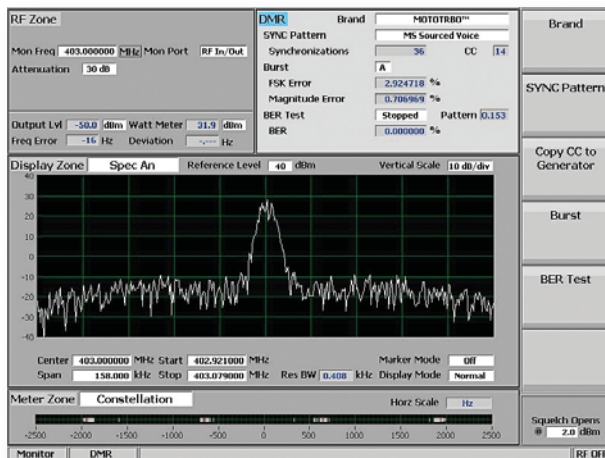 RF Zone
Mon Freq 403.000000 MHz Mon Port RF In/Out
Attenuation 30 dB
Output Lvl -50.0 dBm Watt Meter 31.9 dBm
Freq Error -16 Hz Deviation -.--- Hz
DMR Brand MOTOTRBO™
SYNC Pattern MS Sourced Voice
Synchronizations 36 CC 14
Burst A
FSK Error 2.924718 %
Magnitude Error 0.706969 %
BER Test Stopped Pattern 0.153
BER 0.000000 %
Display Zone Spec An Reference Level 40 dBm Vertical Scale 10 dB/div
40
30
20
10
0
-10
-20
-30
-40
Center 403.000000 MHz Start 402.921000 MHz Marker Mode Off
Span 158.000 kHz Stop 403.079000 MHz Res BW 0.408 kHz Display Mode Normal
Meter Zone Constellation Horz Scale Hz
-2500 -2000 -1500 -1000 -500 0 500 1000 1500 2000 2500
Monitor DMR RF OFF
Brand
SYNC Pattern
Copy CC to
Generator
Burst
BER Test
Squelch Opens
@ 2.0 dBm